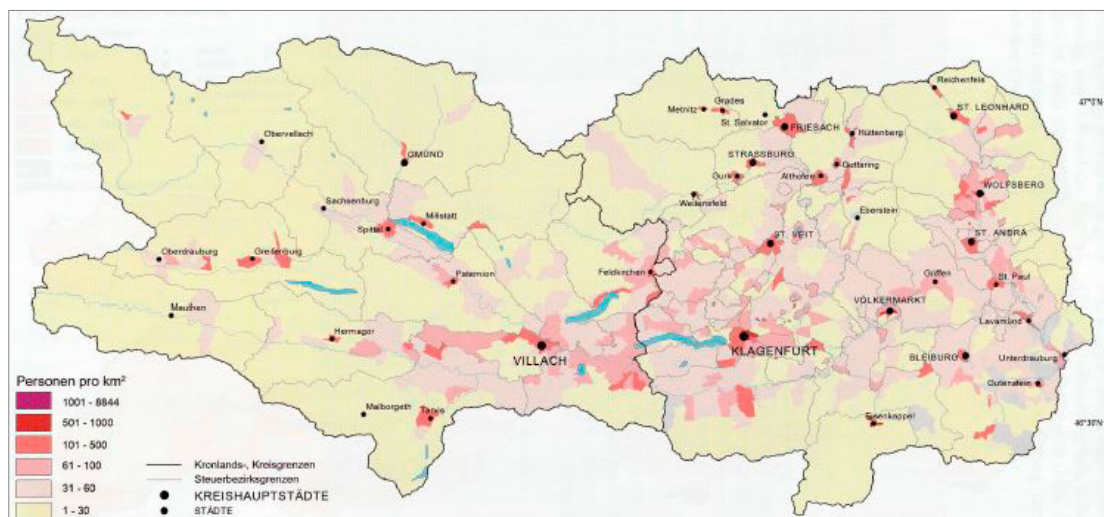 Reichenfels
Metnitz
Grades
St. Salvator
FRIESACH
ST. LEONHARD
47°0'N
Hüttenberg
Obervellach
GMÜND
STRASSBURG
Guttaring
Gurk
Althofen
WOLFSBERG
Sachsenburg
Weitensfeld
Eberstein
Millstatt
Spittal
ST. VEIT
ST. ANDRÄ
Oberdrauburg
Greifenburg
Feldkirchen
Paternion
Griffen
St. Paul
Mauthen
VÖLKERMARKT
Lavamünd
Hermagor
VILLACH
KLAGENFURT
BLEIBURG
Unterdrauburg
Gutenstein
Personen pro km²
1001 - 8844
501 - 1000
101 - 500
61 - 100
31 - 60
1 - 30
Malborgeth
Tarvis
Eisenkappel
46°30'N
Kronlands-, Kreisgrenzen
Steuerbezirksgrenzen
KREISHAUPTSTÄDTE
STÄDTE